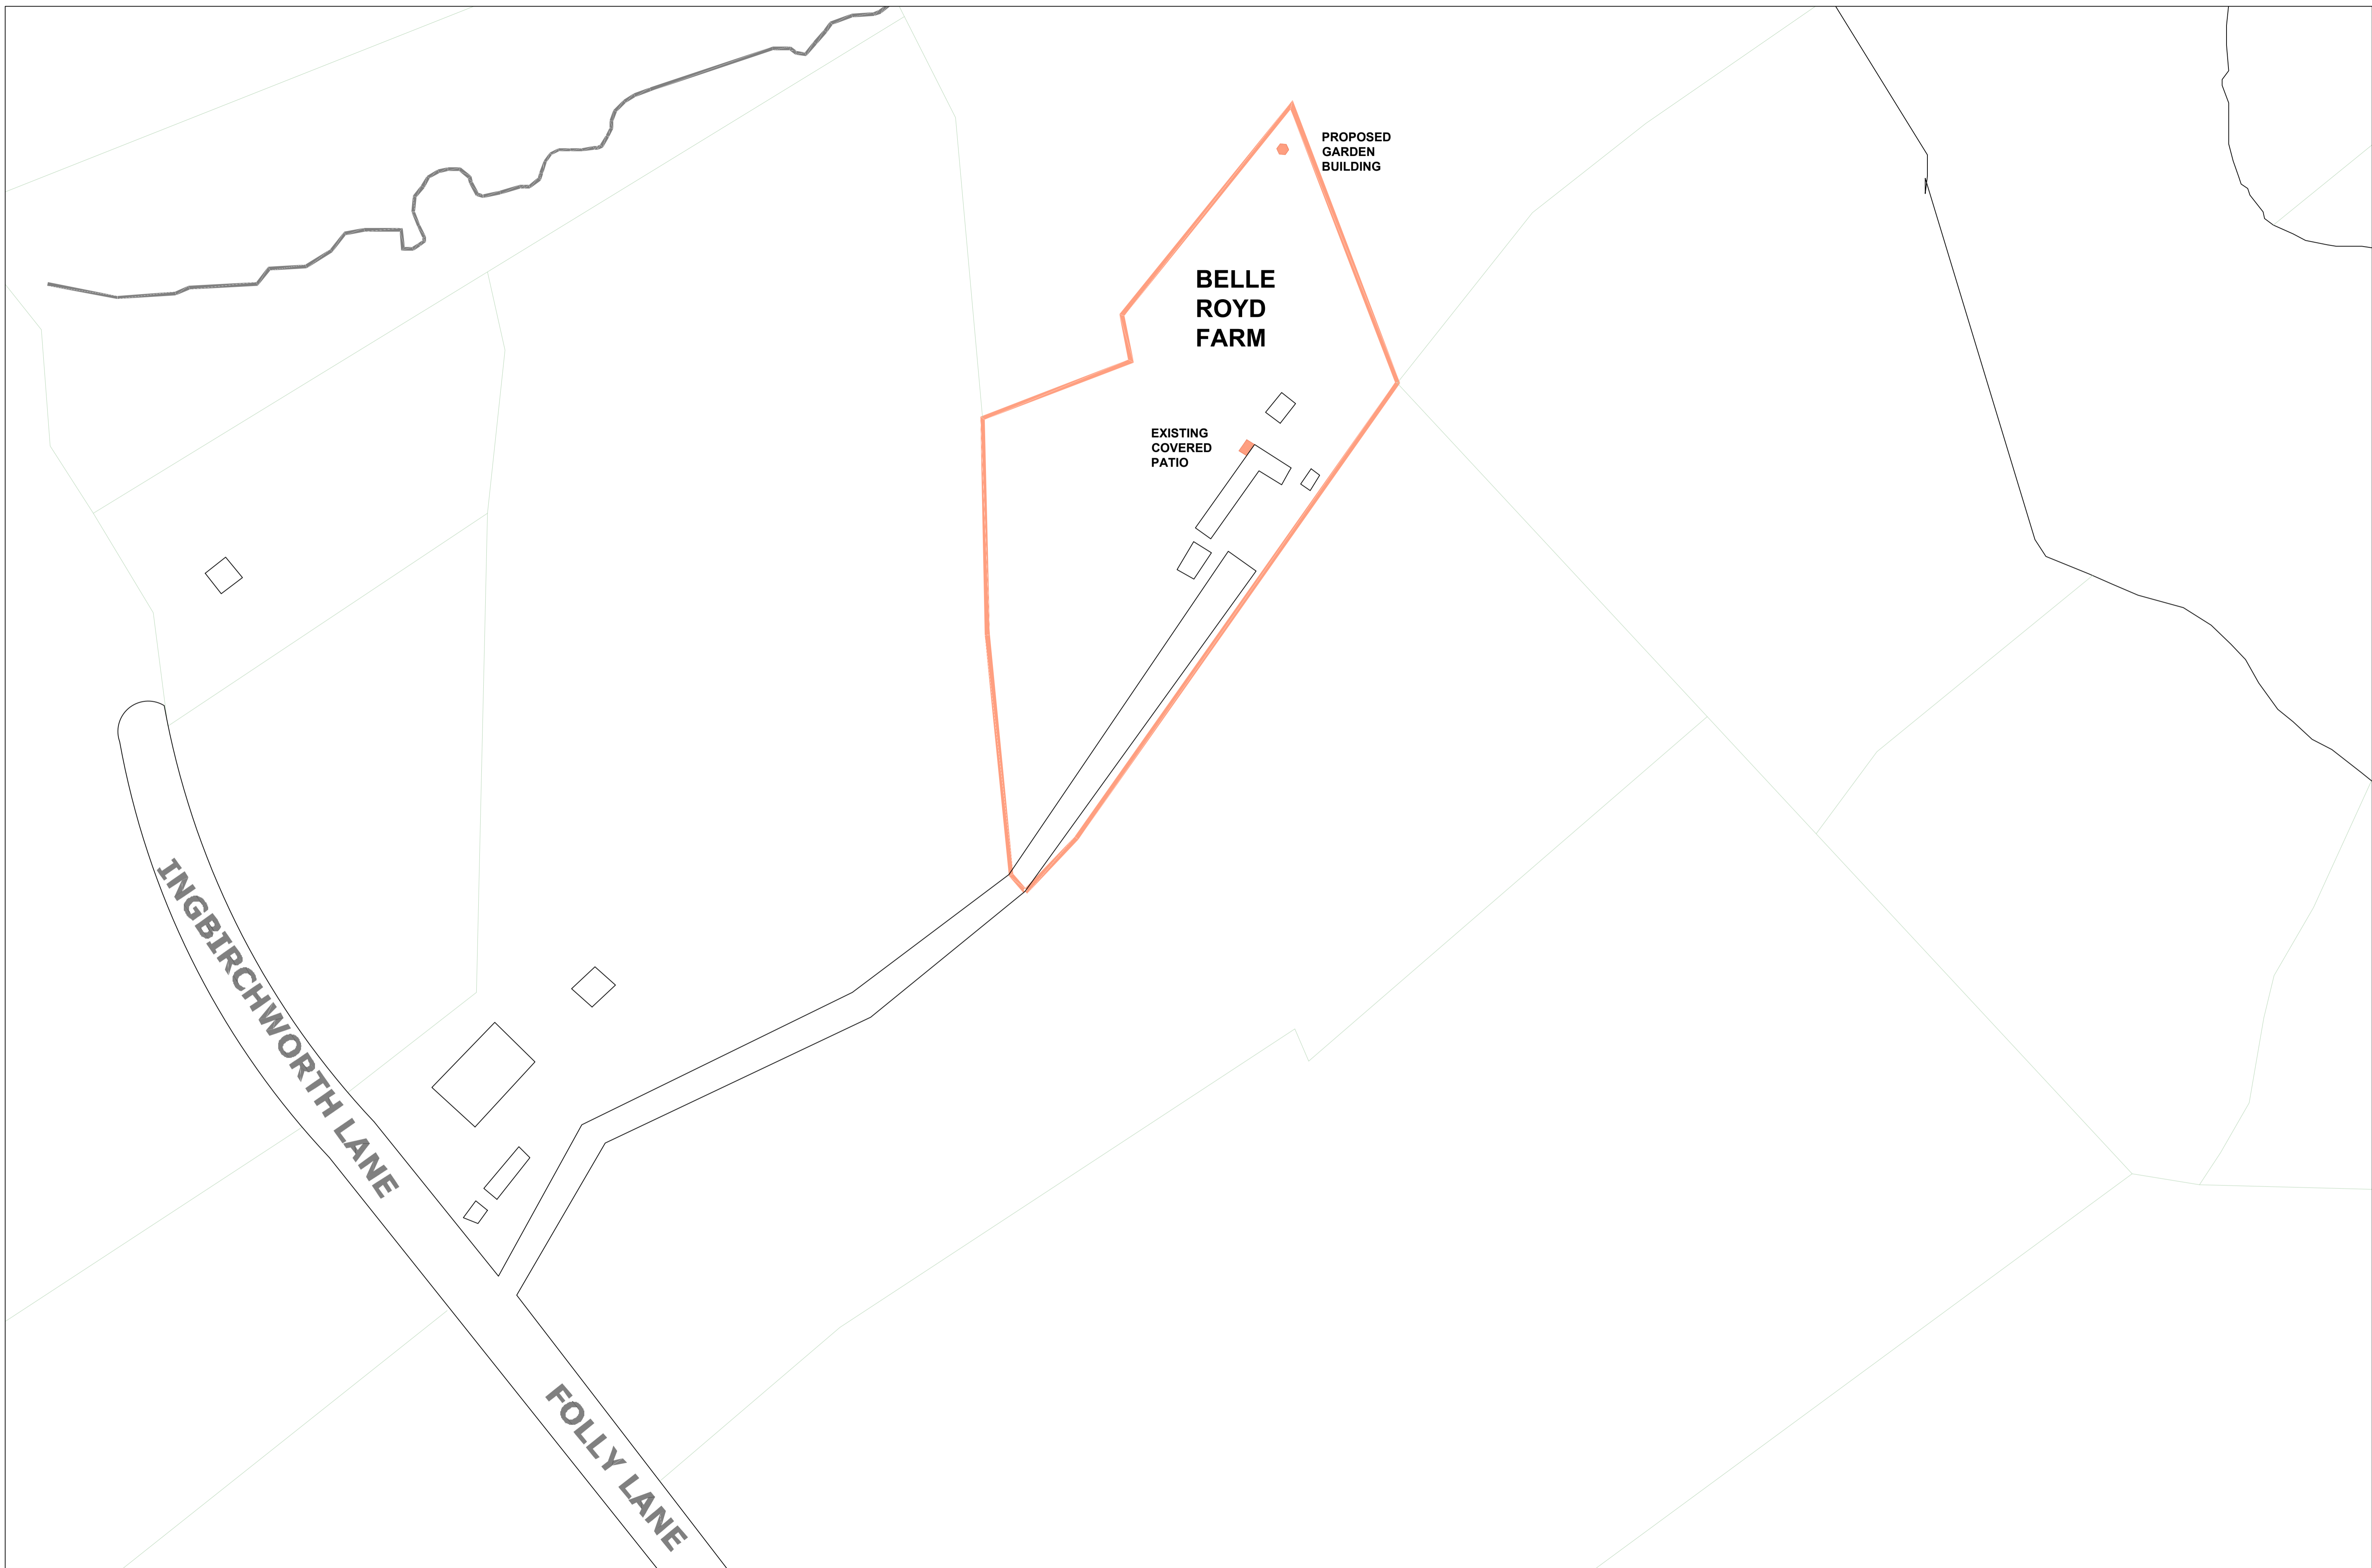 PROPOSED
GARDEN
BUILDING
BELLE
ROYD
FARM
EXISTING
COVERED
PATIO
INGBIRCHWORTH LANE
FOLLY LANE